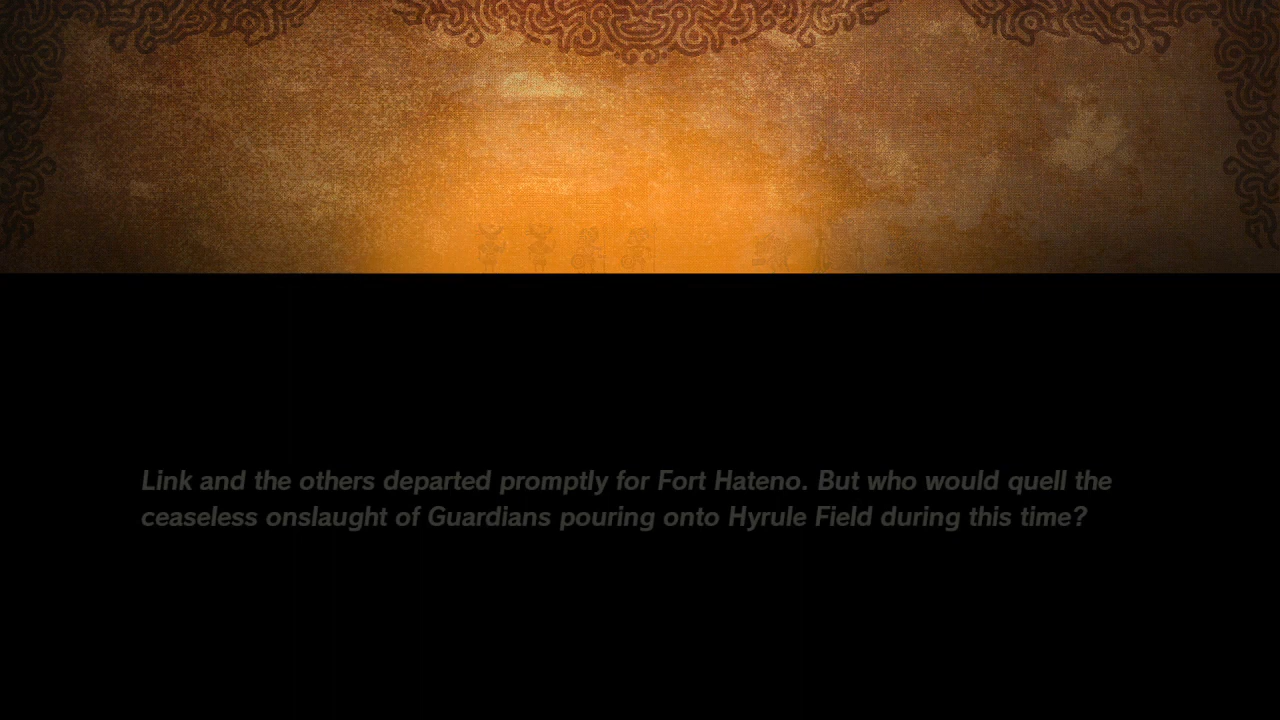 Link and the others departed promptly for Fort Hateno. But who would quell the
ceaseless onslaught of Guardians pouring onto Hyrule Field during this time?